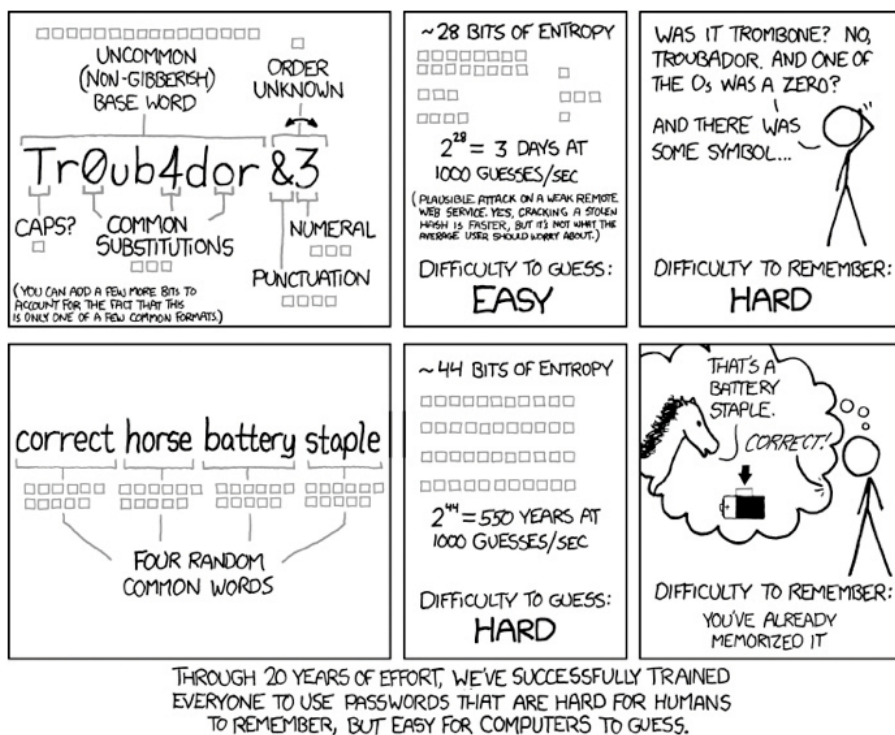 UNCOMMON
(NON-GIBBERISH)
BASE WORD
ORDER
UNKNOWN
Tr0ub4dor &3
CAPS?
COMMON
SUBSTITUTIONS
NUMERAL
PUNCTUATION
(YOU CAN ADD A FEW MORE BITS TO
ACCOUNT FOR THE FACT THAT THIS
IS ONLY ONE OF A FEW COMMON FORMATS.)
~28 BITS OF ENTROPY
2^28 = 3 DAYS AT
1000 GUESSES/SEC
(PLAUSIBLE ATTACK ON A WEAK REMOTE
WEB SERVICE. YES, CRACKING A STOLEN
HASH IS FASTER, BUT IT'S NOT WHAT THE
AVERAGE USER SHOULD WORRY ABOUT.)
DIFFICULTY TO GUESS:
EASY
WAS IT TROMBONE? NO,
TROUBADOR. AND ONE OF
THE Os WAS A ZERO?
AND THERE WAS
SOME SYMBOL...
DIFFICULTY TO REMEMBER:
HARD
correct horse battery staple
FOUR RANDOM
COMMON WORDS
~44 BITS OF ENTROPY
2^44 = 550 YEARS AT
1000 GUESSES/SEC
DIFFICULTY TO GUESS:
HARD
THAT'S A
BATTERY
STAPLE.
CORRECT!
DIFFICULTY TO REMEMBER:
YOU'VE ALREADY
MEMORIZED IT
THROUGH 20 YEARS OF EFFORT, WE'VE SUCCESSFULLY TRAINED
EVERYONE TO USE PASSWORDS THAT ARE HARD FOR HUMANS
TO REMEMBER, BUT EASY FOR COMPUTERS TO GUESS.